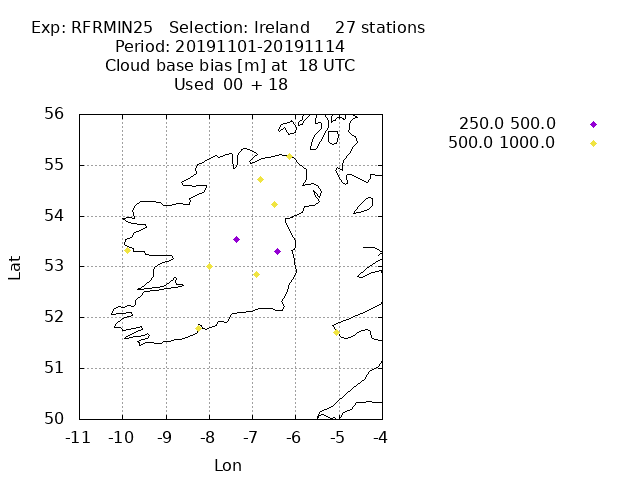 Exp: RFRMIN25 Selection: Ireland 27 stations
Period: 20191101-20191114
Cloud base bias [m] at 18 UTC
Used 00 + 18
250.0 500.0
500.0 1000.0
Lat
56
55
54
53
52
51
50
-11 -10 -9 -8 -7 -6 -5 -4
Lon